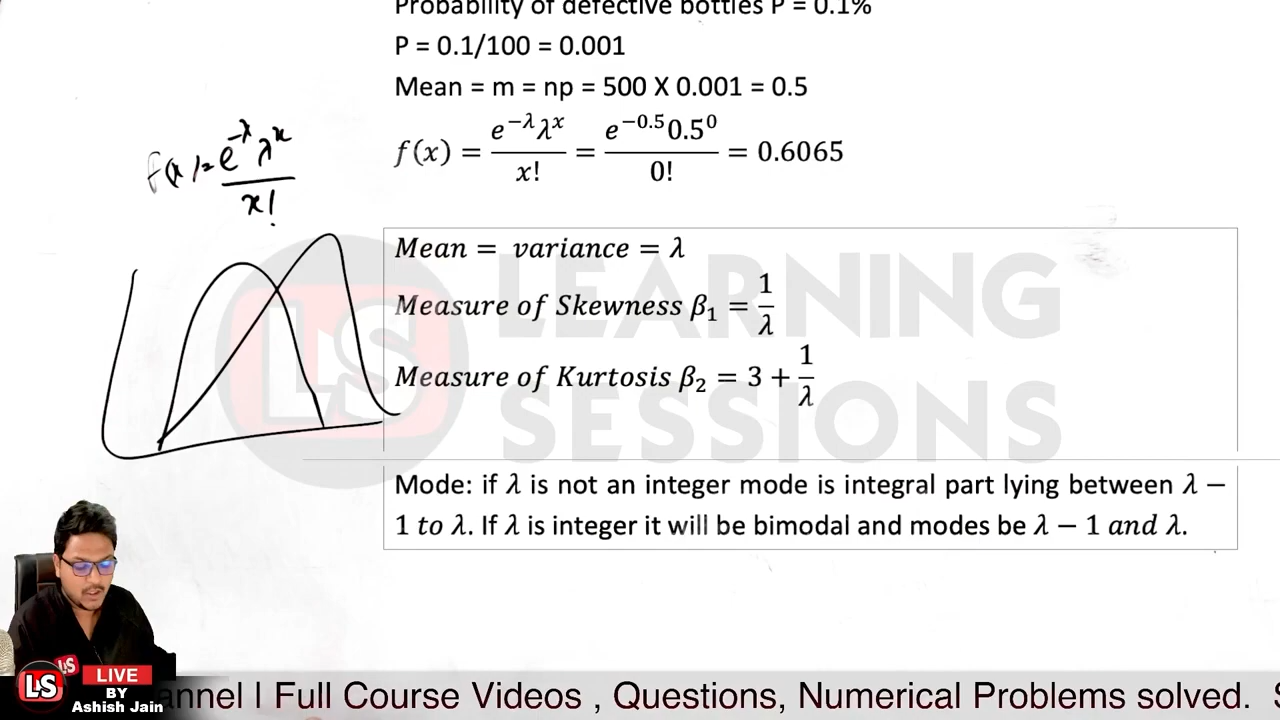 Probability of defective bottles P = 0.1%
P = 0.1/100 = 0.001
Mean = m = np = 500 X 0.001 = 0.5
f(x) = e^{−λ}λ^x / x! = e^{−0.5}0.5^0 / 0! = 0.6065
f(x) = e^{-λ} λ^x / x!
Mean = variance = λ
Measure of Skewness β₁ = 1/λ
Measure of Kurtosis β₂ = 3 + 1/λ
Mode: if λ is not an integer mode is integral part lying between λ −
1 to λ. If λ is integer it will be bimodal and modes be λ − 1 and λ.
LS LEARNING
SESSIONS
LS
LS LIVE
BY
Ashish Jain
annel l Full Course Videos , Questions, Numerical Problems solved.